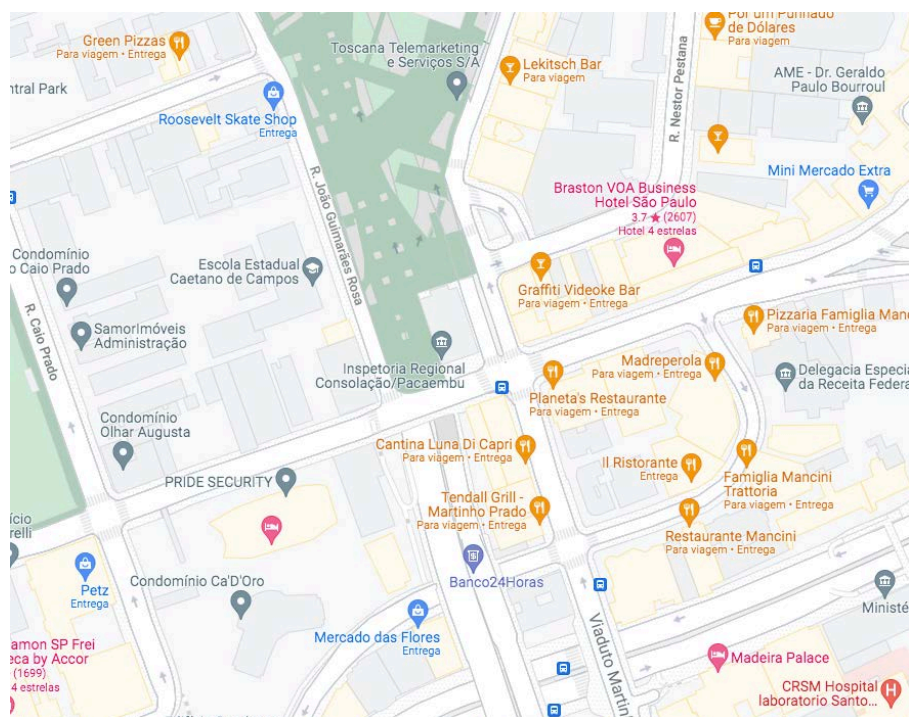 Green Pizzas
Para viagem • Entrega
Toscana Telemarketing
e Serviços S/A
Lekitsch Bar
Para viagem
Por um Punhado
de Dólares
Para viagem
AME - Dr. Geraldo
Paulo Bourroul
R. Nestor Pestana
ntral Park
Roosevelt Skate Shop
Entrega
Mini Mercado Extra
Braston VOA Business
Hotel São Paulo
3.7 ★ (2607)
Hotel 4 estrelas
R. João Guimarães Rosa
Condomínio
o Caio Prado
Escola Estadual
Caetano de Campos
Graffiti Videoke Bar
Para viagem • Entrega
R. Caio Prado
SamorImóveis
Administração
Pizzaria Famiglia Manc
Para viagem • Entrega
Inspetoria Regional
Consolação/Pacaembu
Madreperola
Para viagem • Entrega
Delegacia Especia
da Receita Federa
Planeta's Restaurante
Para viagem • Entrega
Condomínio
Olhar Augusta
Cantina Luna Di Capri
Para viagem • Entrega
Il Ristorante
Entrega
PRIDE SECURITY
Famiglia Mancini
Trattoria
Para viagem • Entrega
Tendall Grill -
Martinho Prado
Para viagem • Entrega
Restaurante Mancini
Para viagem • Entrega
ício
relli
Petz
Entrega
Condomínio Ca'D'Oro
Banco24Horas
Ministé
Mercado das Flores
Entrega
Viaduto Martin
amon SP Frei
eca by Accor
(1699)
4 estrelas
Madeira Palace
CRSM Hospital
laboratorio Santo...
H